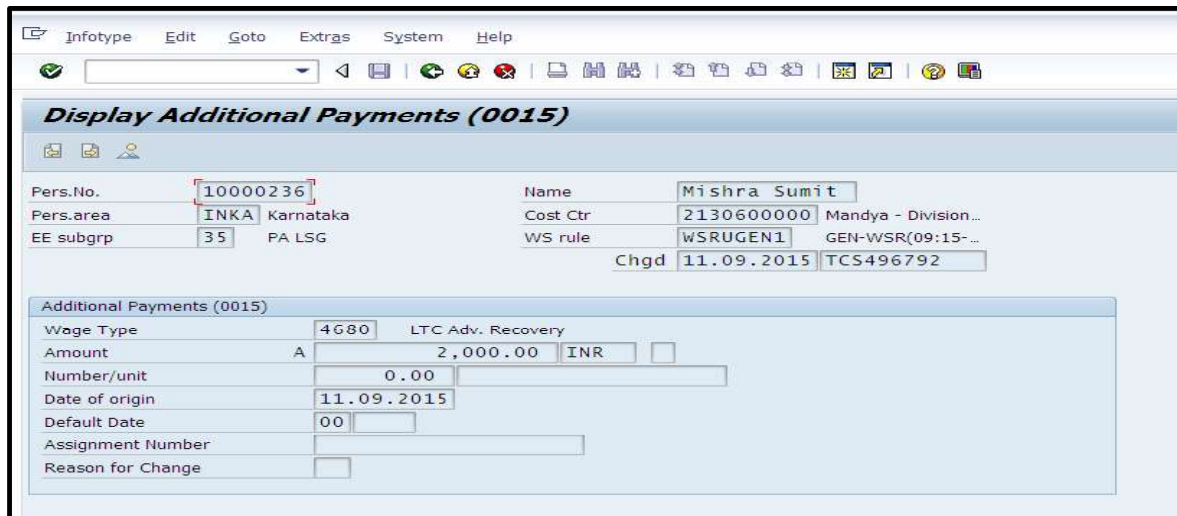 Infotype Edit Goto Extras System Help
Display Additional Payments (0015)
Pers.No. 10000236 Name Mishra Sumit
Pers.area INKA Karnataka Cost Ctr 2130600000 Mandya - Division...
EE subgrp 35 PA LSG WS rule WSRUGEN1 GEN-WSR(09:15-...
Chgd 11.09.2015 TCS496792
Additional Payments (0015)
Wage Type 4G80 LTC Adv. Recovery
Amount A 2,000.00 INR
Number/unit 0.00
Date of origin 11.09.2015
Default Date 00
Assignment Number
Reason for Change